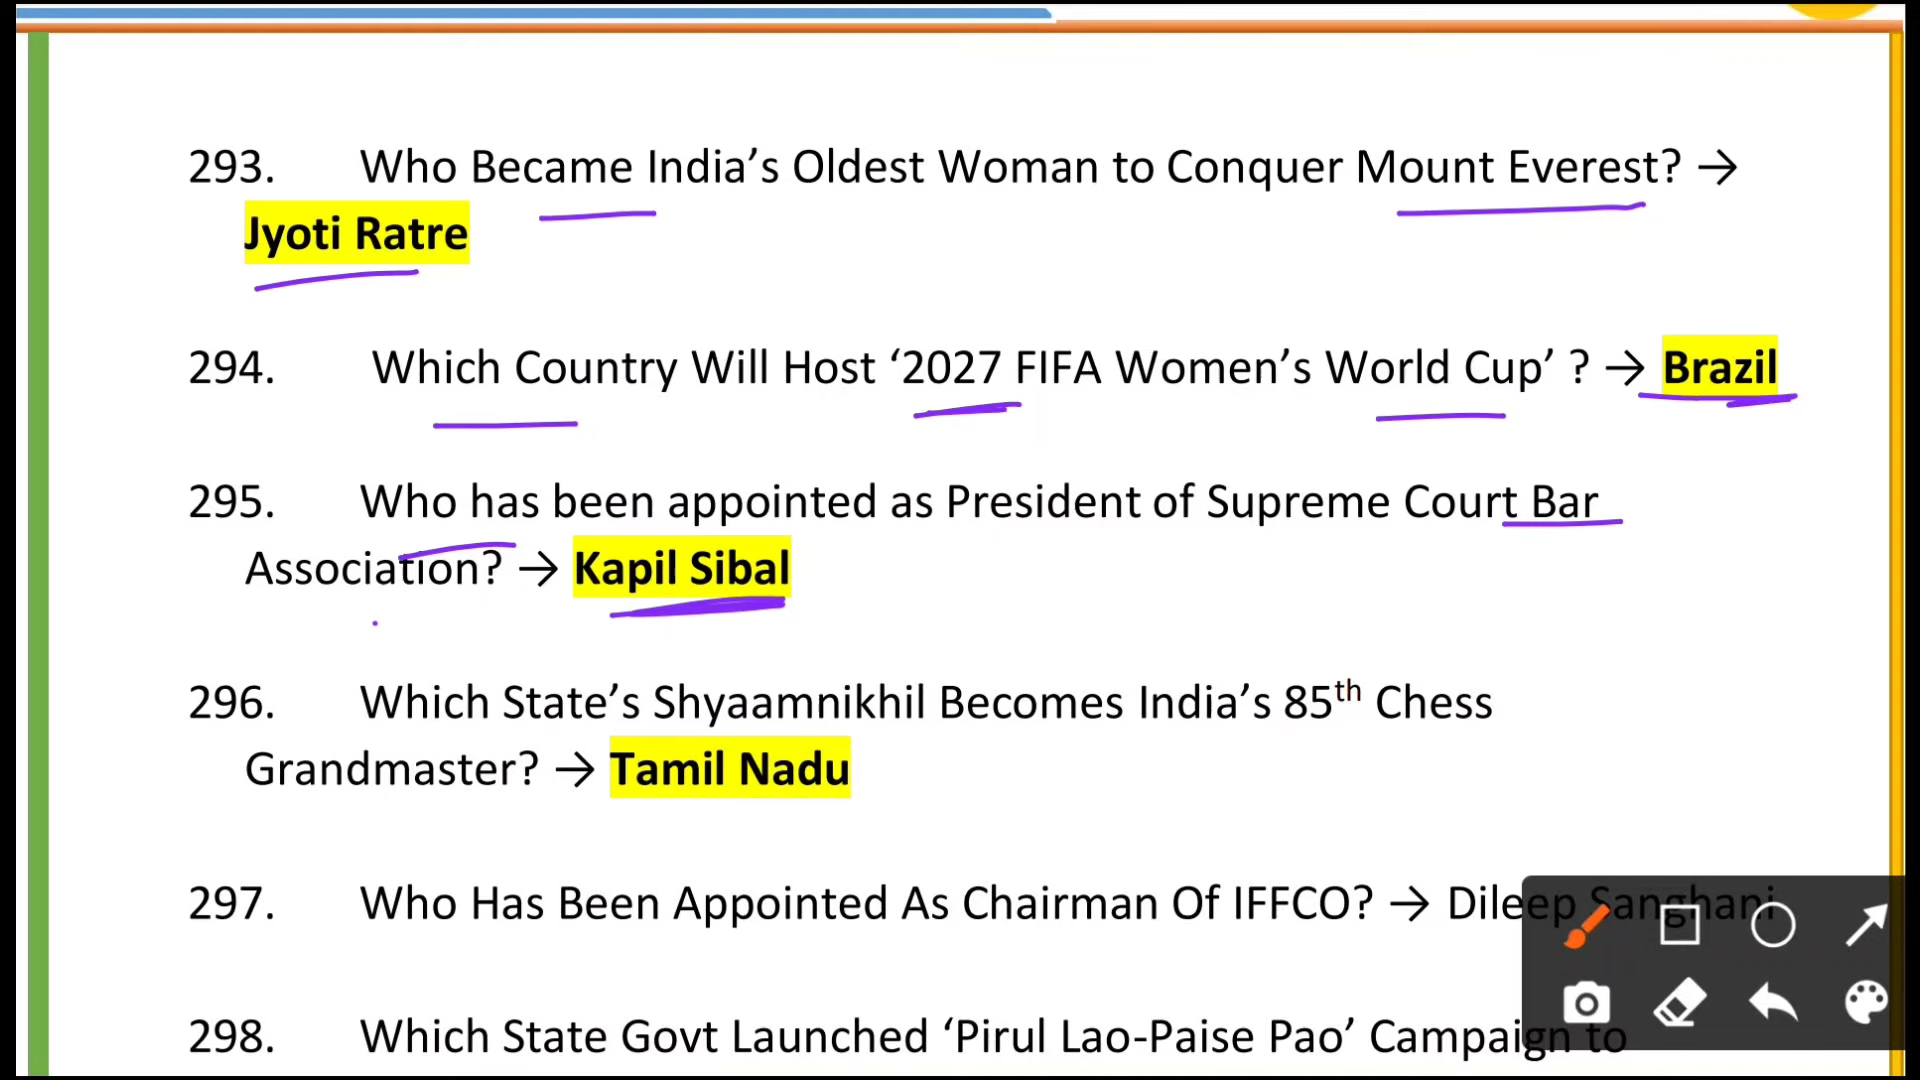 293. Who Became India’s Oldest Woman to Conquer Mount Everest? →
Jyoti Ratre
294. Which Country Will Host ‘2027 FIFA Women’s World Cup’ ? → Brazil
295. Who has been appointed as President of Supreme Court Bar
Association? → Kapil Sibal
296. Which State’s Shyaamnikhil Becomes India’s 85th Chess
Grandmaster? → Tamil Nadu
297. Who Has Been Appointed As Chairman Of IFFCO? → Dileep Sanghani
298. Which State Govt Launched ‘Pirul Lao-Paise Pao’ Campaign to